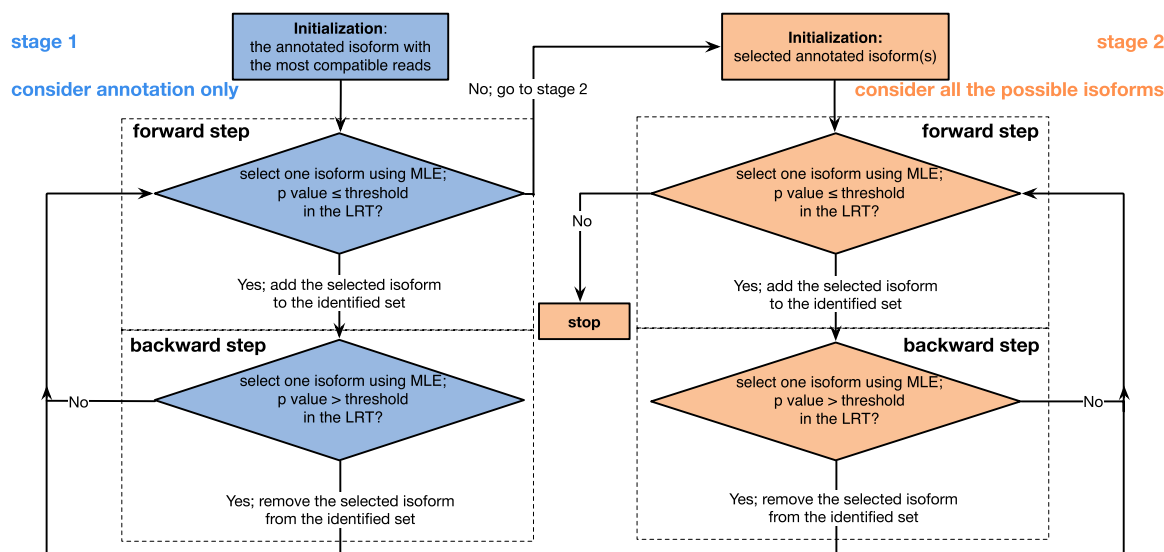 stage 1
consider annotation only
Initialization:
the annotated isoform with
the most compatible reads
No; go to stage 2
forward step
select one isoform using MLE;
p value ≤ threshold
in the LRT?
Yes; add the selected isoform
to the identified set
backward step
select one isoform using MLE;
p value > threshold
in the LRT?
No
Yes; remove the selected isoform
from the identified set
stage 2
consider all the possible isoforms
Initialization:
selected annotated isoform(s)
forward step
select one isoform using MLE;
p value ≤ threshold
in the LRT?
No
stop
Yes; add the selected isoform
to the identified set
backward step
select one isoform using MLE;
p value > threshold
in the LRT?
No
Yes; remove the selected isoform
from the identified set